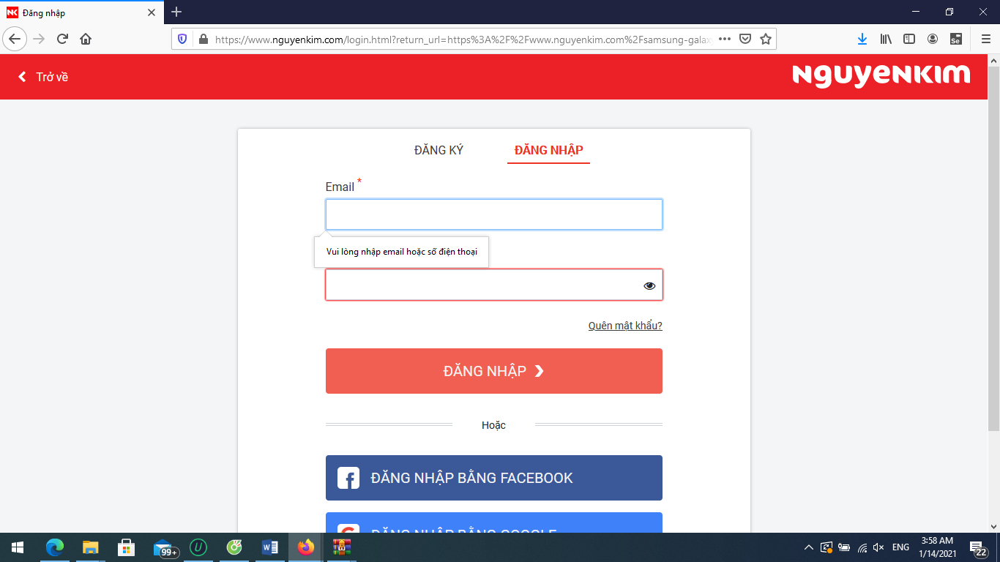 Đăng nhập
https://www.nguyenkim.com/login.html?return_url=https%3A%2F%2Fwww.nguyenkim.com%2Fsamsung-galax
Trở về
nguyenkim
ĐĂNG KÝ
ĐĂNG NHẬP
Email *
Vui lòng nhập email hoặc số điện thoại
Quên mật khẩu?
ĐĂNG NHẬP
Hoặc
ĐĂNG NHẬP BẰNG FACEBOOK
ĐĂNG NHẬP BẰNG GOOGLE
99+
ENG
3:58 AM
1/14/2021
22